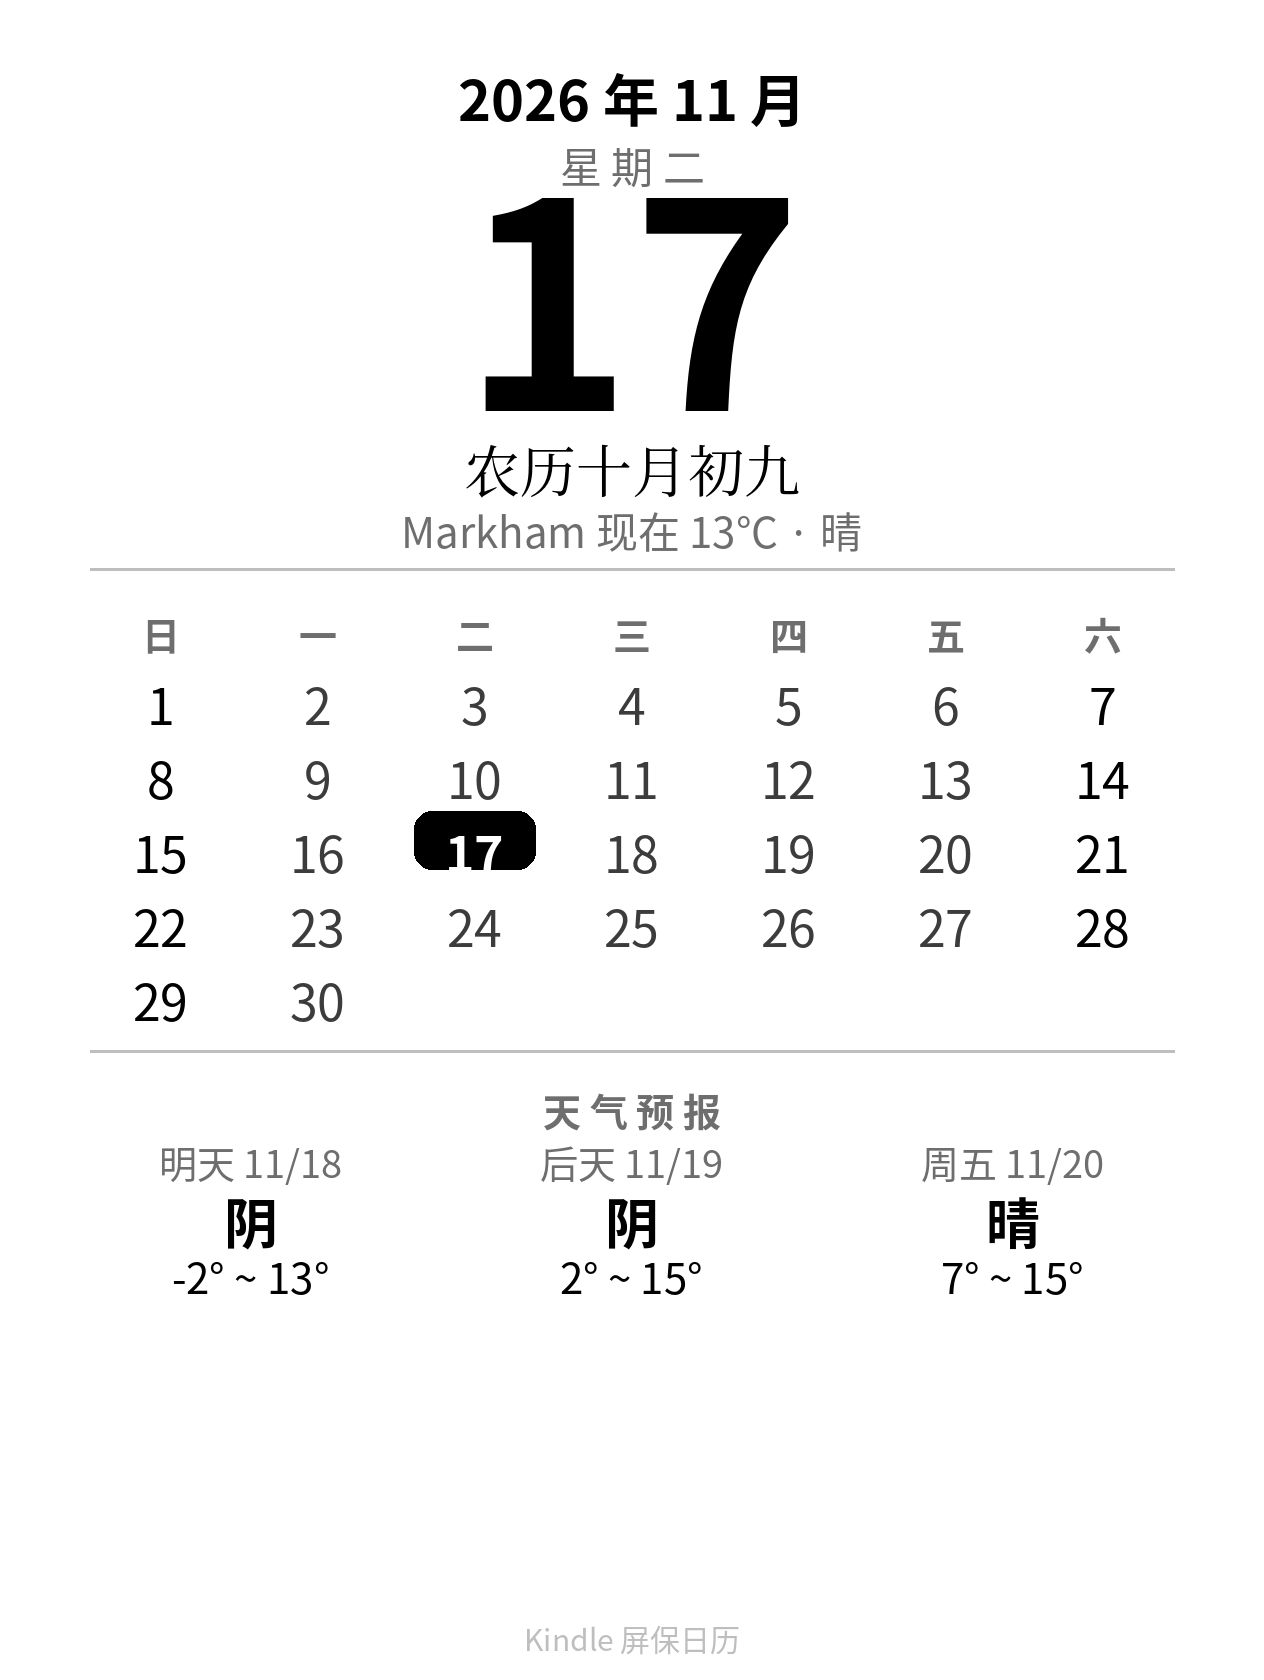 2026 年 11 月
星期二
17
农历十月初九
Markham 现在 13°C · 晴
日 一 二 三 四 五 六
1 2 3 4 5 6 7
8 9 10 11 12 13 14
15 16 17 18 19 20 21
22 23 24 25 26 27 28
29 30
天气预报
明天 11/18 后天 11/19 周五 11/20
阴 阴 晴
-2° ~ 13° 2° ~ 15° 7° ~ 15°
Kindle 屏保日历